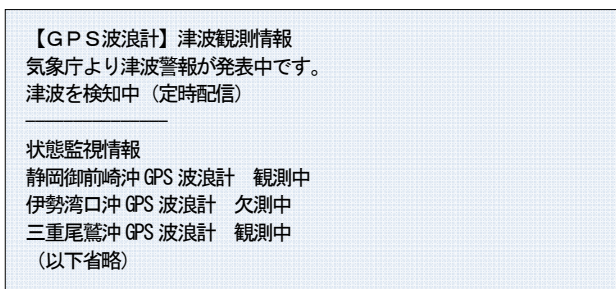 【ＧＰＳ波浪計】津波観測情報
気象庁より津波警報が発表中です。
津波を検知中（定時配信）
――――――――――
状態監視情報
静岡御前崎沖 GPS 波浪計　観測中
伊勢湾口沖 GPS 波浪計　欠測中
三重尾鷲沖 GPS 波浪計　観測中
（以下省略）